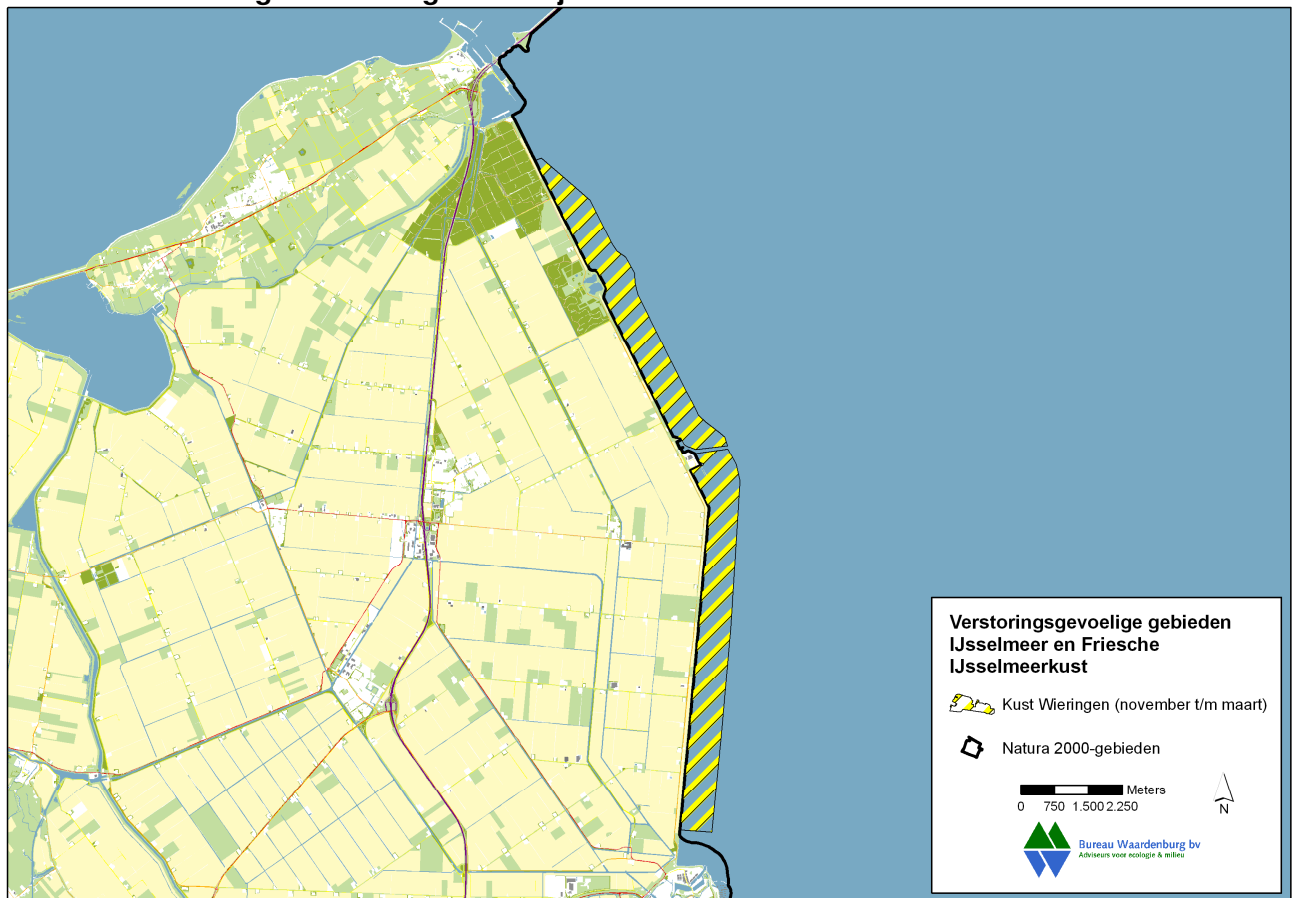 Verstoringsgevoelige gebieden
IJsselmeer en Friesche
IJsselmeerkust
Kust Wieringen (november t/m maart)
Natura 2000-gebieden
Meters
0 750 1.500 2.250
N
Bureau Waardenburg bv
Adviseurs voor ecologie & milieu